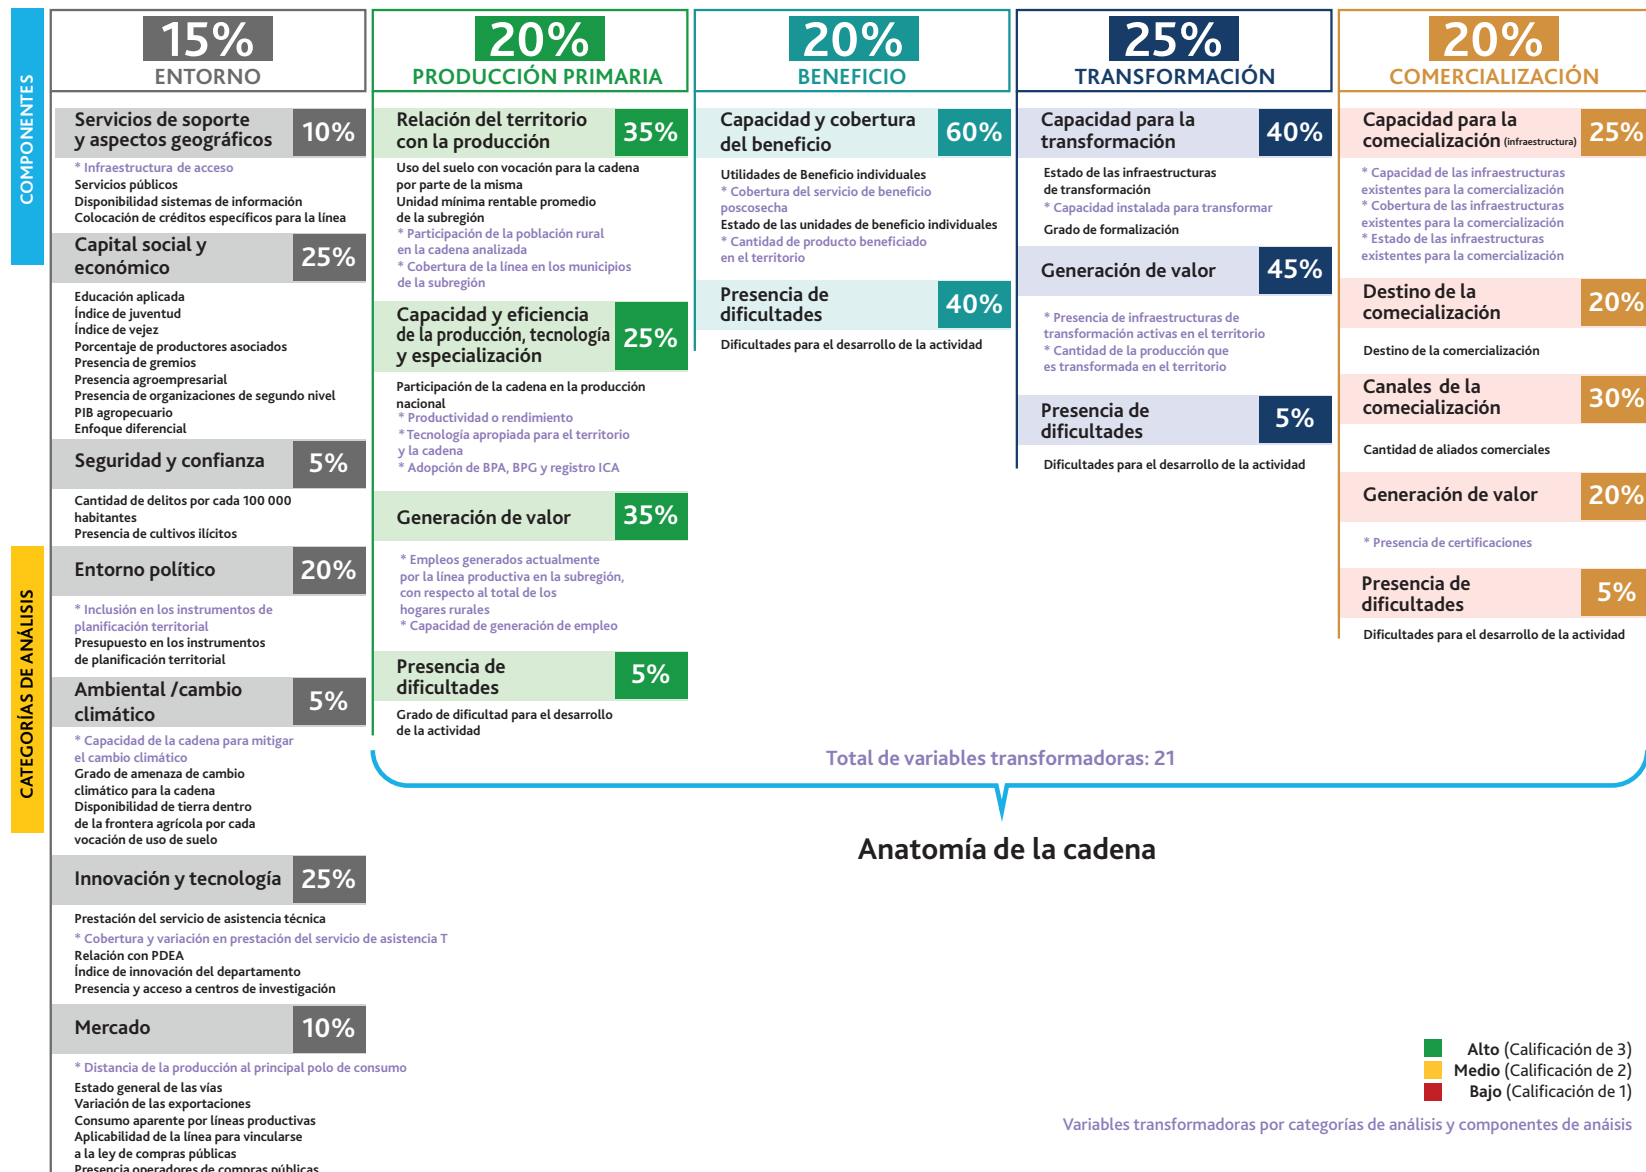 COMPONENTES
CATEGORÍAS DE ANÁLISIS
15%
ENTORNO
Servicios de soporte
y aspectos geográficos
10%
* Infraestructura de acceso
Servicios públicos
Disponibilidad sistemas de información
Colocación de créditos específicos para la línea
Capital social y
económico
25%
Educación aplicada
Índice de juventud
Índice de vejez
Porcentaje de productores asociados
Presencia de gremios
Presencia agroempresarial
Presencia de organizaciones de segundo nivel
PIB agropecuario
Enfoque diferencial
Seguridad y confianza
5%
Cantidad de delitos por cada 100 000
habitantes
Presencia de cultivos ilícitos
Entorno político
20%
* Inclusión en los instrumentos de
planificación territorial
Presupuesto en los instrumentos
de planificación territorial
Ambiental /cambio
climático
5%
* Capacidad de la cadena para mitigar
el cambio climático
Grado de amenaza de cambio
climático para la cadena
Disponibilidad de tierra dentro
de la frontera agrícola por cada
vocación de uso de suelo
Innovación y tecnología
25%
Prestación del servicio de asistencia técnica
* Cobertura y variación en prestación del servicio de asistencia T
Relación con PDEA
Índice de innovación del departamento
Presencia y acceso a centros de investigación
Mercado
10%
* Distancia de la producción al principal polo de consumo
Estado general de las vías
Variación de las exportaciones
Consumo aparente por líneas productivas
Aplicabilidad de la línea para vincularse
a la ley de compras públicas
Presencia operadores de compras públicas
20%
PRODUCCIÓN PRIMARIA
Relación del territorio
con la producción
35%
Uso del suelo con vocación para la cadena
por parte de la misma
Unidad mínima rentable promedio
de la subregión
* Participación de la población rural
en la cadena analizada
* Cobertura de la línea en los municipios
de la subregión
Capacidad y eficiencia
de la producción, tecnología
y especialización
25%
Participación de la cadena en la producción
nacional
* Productividad o rendimiento
* Tecnología apropiada para el territorio
y la cadena
* Adopción de BPA, BPG y registro ICA
Generación de valor
35%
* Empleos generados actualmente
por la línea productiva en la subregión,
con respecto al total de los
hogares rurales
* Capacidad de generación de empleo
Presencia de
dificultades
5%
Grado de dificultad para el desarrollo
de la actividad
20%
BENEFICIO
Capacidad y cobertura
del beneficio
60%
Utilidades de Beneficio individuales
* Cobertura del servicio de beneficio
poscosecha
Estado de las unidades de beneficio individuales
* Cantidad de producto beneficiado
en el territorio
Presencia de
dificultades
40%
Dificultades para el desarrollo de la actividad
25%
TRANSFORMACIÓN
Capacidad para la
transformación
40%
Estado de las infraestructuras
de transformación
* Capacidad instalada para transformar
Grado de formalización
Generación de valor
45%
* Presencia de infraestructuras de
transformación activas en el territorio
* Cantidad de la producción que
es transformada en el territorio
Presencia de
dificultades
5%
Dificultades para el desarrollo de la actividad
20%
COMERCIALIZACIÓN
Capacidad para la
comecialización (infraestructura)
25%
* Capacidad de las infraestructuras
existentes para la comercialización
* Cobertura de las infraestructuras
existentes para la comercialización
* Estado de las infraestructuras
existentes para la comercialización
Destino de la
comecialización
20%
Destino de la comercialización
Canales de la
comecialización
30%
Cantidad de aliados comerciales
Generación de valor
20%
* Presencia de certificaciones
Presencia de
dificultades
5%
Dificultades para el desarrollo de la actividad
Total de variables transformadoras: 21
Anatomía de la cadena
Alto (Calificación de 3)
Medio (Calificación de 2)
Bajo (Calificación de 1)
Variables transformadoras por categorías de análisis y componentes de anáisis